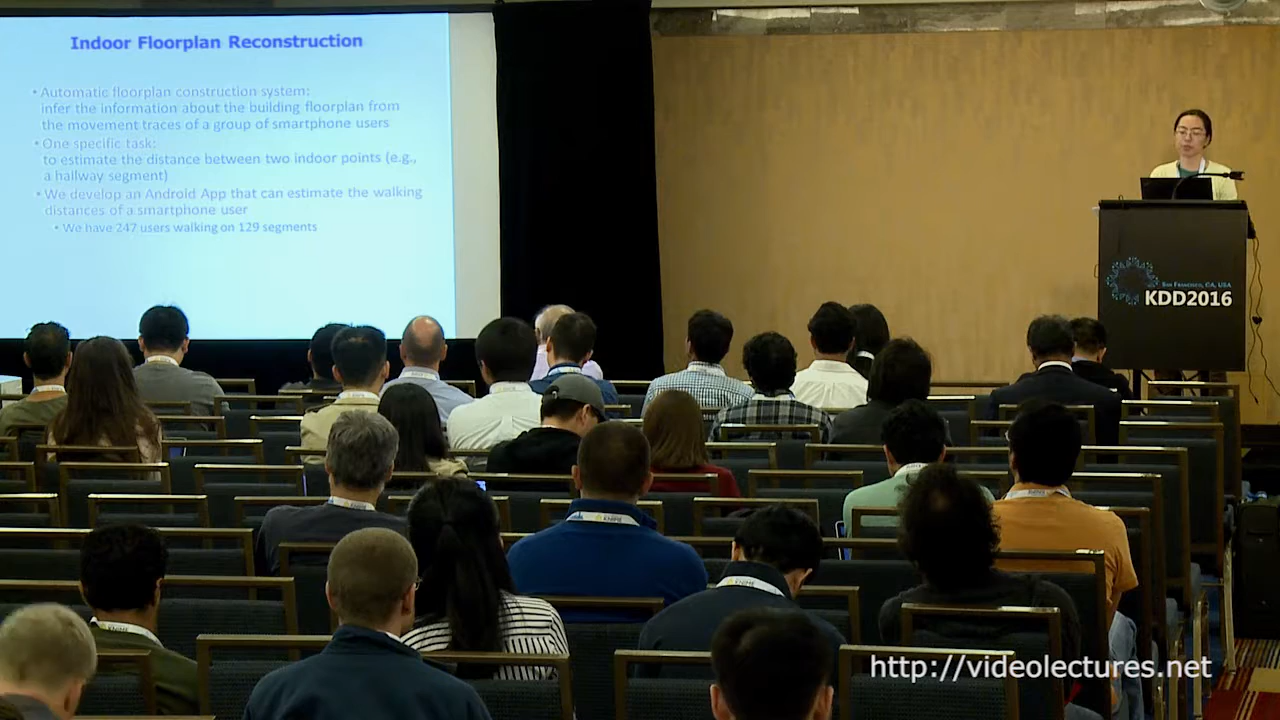 Indoor Floorplan Reconstruction
• Automatic floorplan construction system:
infer the information about the building floorplan from
the movement traces of a group of smartphone users
• One specific task:
to estimate the distance between two indoor points (e.g.,
a hallway segment)
• We develop an Android App that can estimate the walking
distances of a smartphone user
• We have 247 users walking on 129 segments
SAN FRANCISCO, CA, USA
KDD2016
KNIME
KNIME
http://videolectures.net